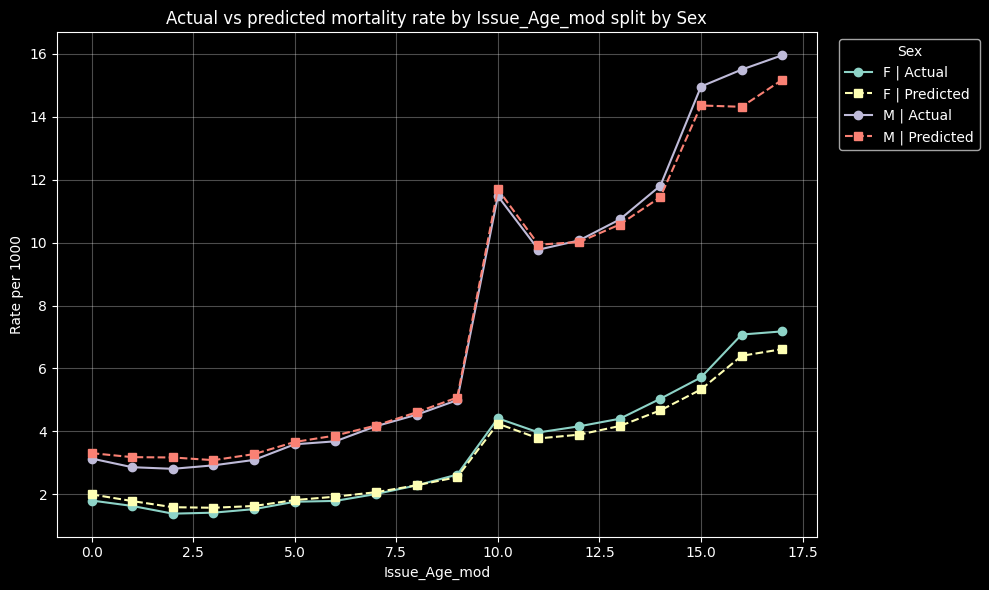 Actual vs predicted mortality rate by Issue_Age_mod split by Sex
16
14
12
10
8
6
4
2
Rate per 1000
0.0 2.5 5.0 7.5 10.0 12.5 15.0 17.5
Issue_Age_mod
Sex
F | Actual
F | Predicted
M | Actual
M | Predicted